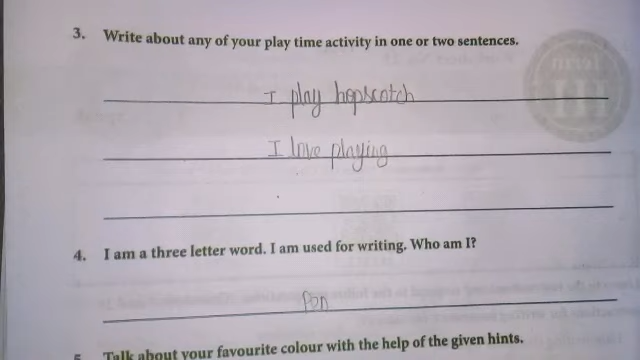 3. Write about any of your play time activity in one or two sentences.
I play hopscotch
I love playing
4. I am a three letter word. I am used for writing. Who am I?
Pen
5. Talk about your favourite colour with the help of the given hints.